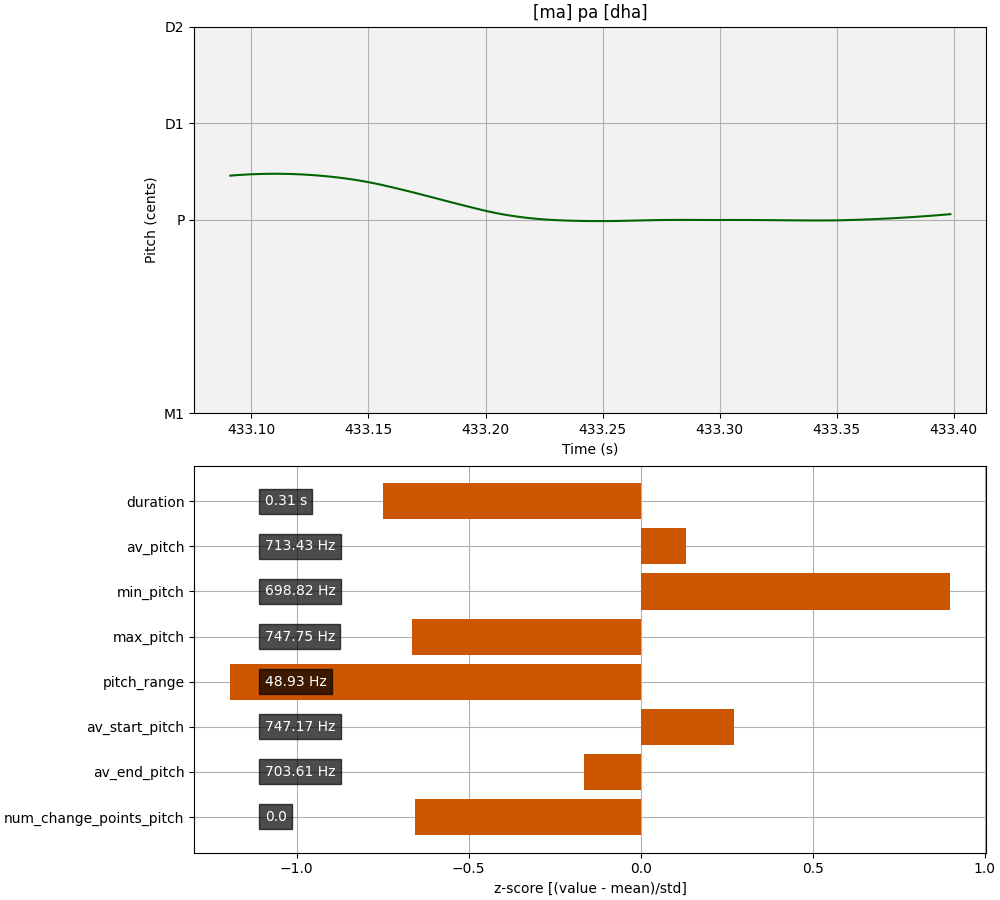 [ma] pa [dha]
D2
D1
P
M1
Pitch (cents)
433.10 433.15 433.20 433.25 433.30 433.35 433.40
Time (s)
duration 0.31 s
av_pitch 713.43 Hz
min_pitch 698.82 Hz
max_pitch 747.75 Hz
pitch_range 48.93 Hz
av_start_pitch 747.17 Hz
av_end_pitch 703.61 Hz
num_change_points_pitch 0.0
−1.0 −0.5 0.0 0.5 1.0
z-score [(value - mean)/std]